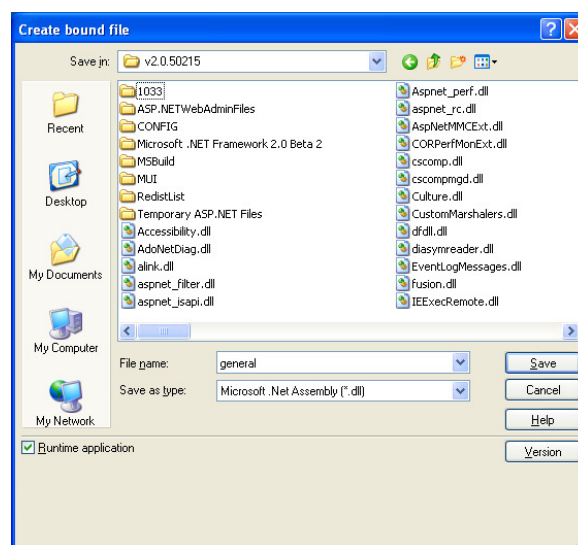 Create bound file
Save in:
v2.0.50215
Recent
Desktop
My Documents
My Computer
My Network
1033
ASP.NETWebAdminFiles
CONFIG
Microsoft .NET Framework 2.0 Beta 2
MSBuild
MUI
RedistList
Temporary ASP.NET Files
Accessibility.dll
AdoNetDiag.dll
alink.dll
aspnet_filter.dll
aspnet_isapi.dll
Aspnet_perf.dll
aspnet_rc.dll
AspNetMMCExt.dll
CORPerfMonExt.dll
cscomp.dll
cscompmgd.dll
Culture.dll
CustomMarshalers.dll
dfdll.dll
diasymreader.dll
EventLogMessages.dll
fusion.dll
IEExecRemote.dll
File name:
general
Save
Save as type:
Microsoft .Net Assembly (*.dll)
Cancel
Help
Runtime application
Version